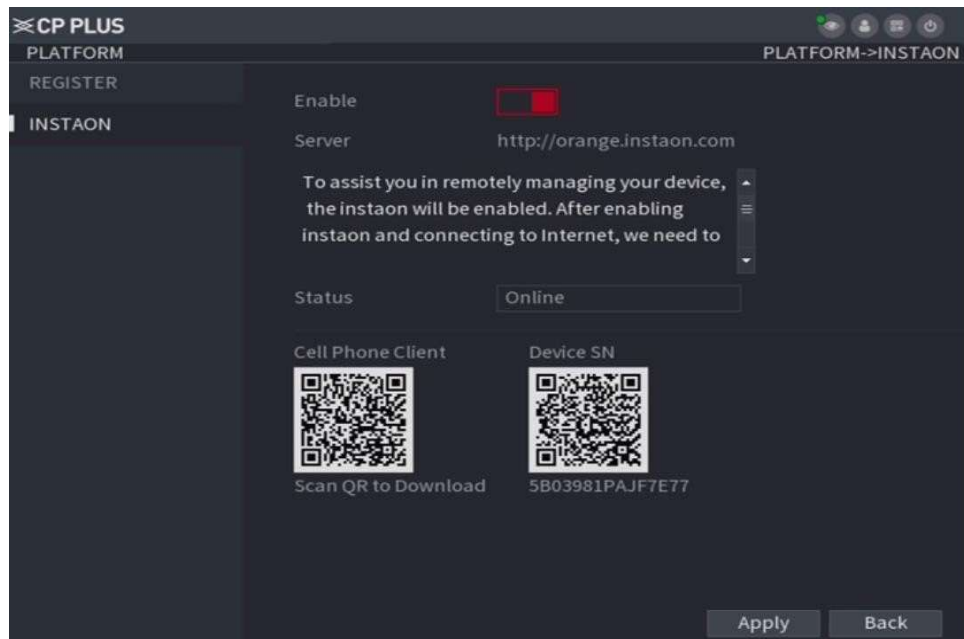 CP PLUS
PLATFORM
PLATFORM->INSTAON
REGISTER
INSTAON
Enable
Server
http://orange.instaon.com
To assist you in remotely managing your device,
the instaon will be enabled. After enabling
instaon and connecting to Internet, we need to
Status
Online
Cell Phone Client
Device SN
Scan QR to Download
5B03981PAJF7E77
Apply
Back